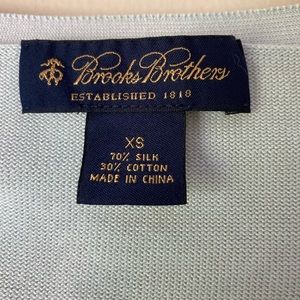 Brooks Brothers
ESTABLISHED 1818
XS
70% SILK
30% COTTON
MADE IN CHINA